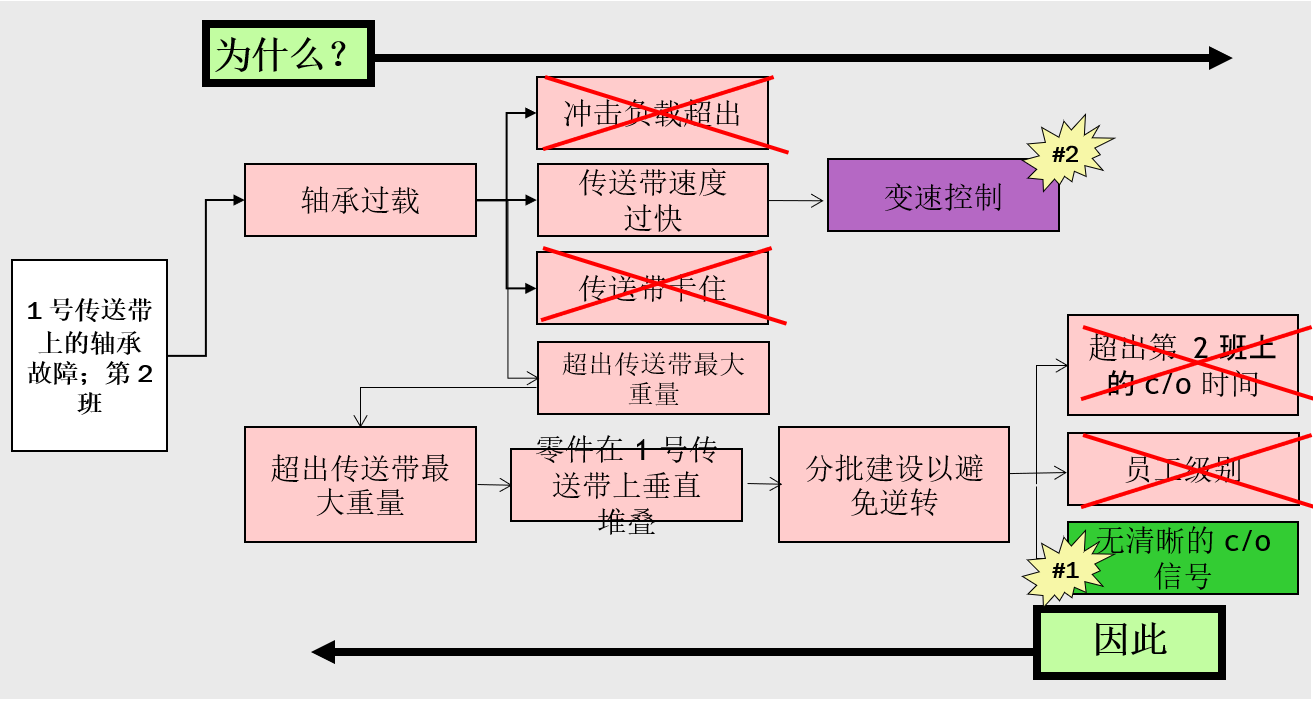 为什么？
冲击负载超出
#2
传送带速度
过快
变速控制
轴承过载
传送带卡住
1 号传送带
上的轴承
故障；第 2
班
超出传送带最大
重量
超出第 2 班上
的 c/o 时间
超出传送带最
大重量
零件在 1 号传
送带上垂直
堆叠
分批建设以避
免逆转
员工级别
无清晰的 c/o
信号
#1
因此